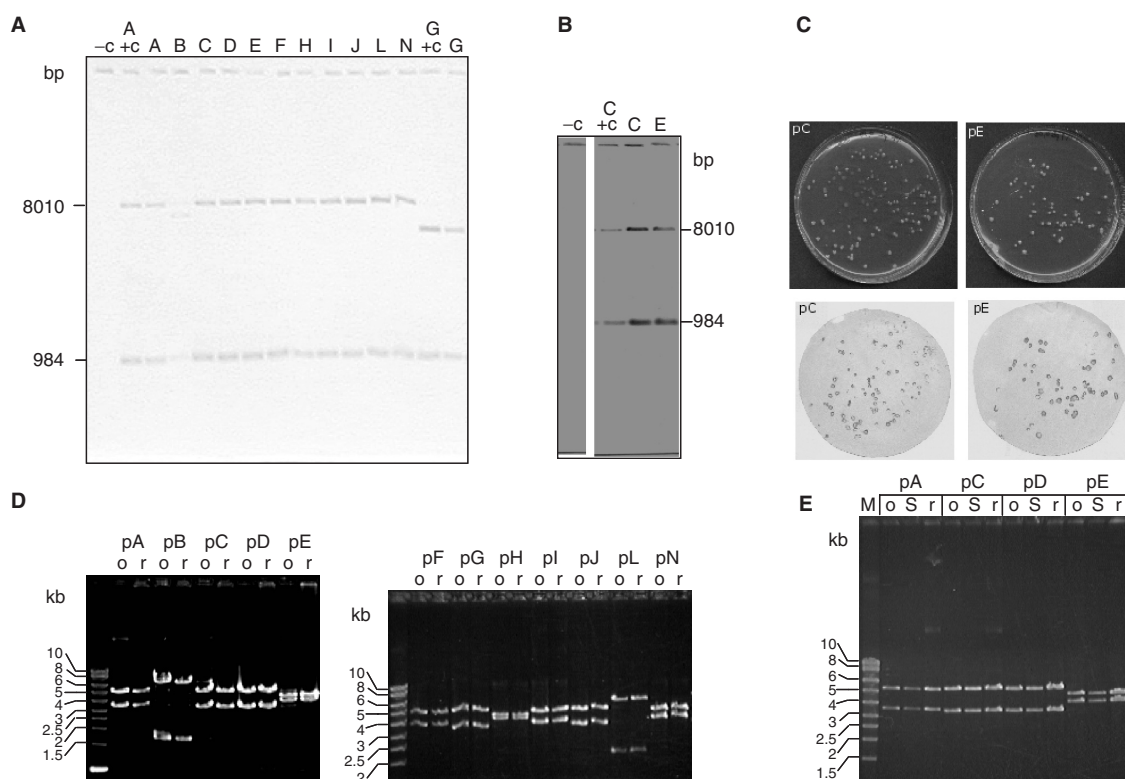 A
A G
−c +c A B C D E F H I J L N +c G
bp
8010
984
B
C
−c +c C E
bp
8010
984
C
pC pE
pC pE
D
pA pB pC pD pE
o r o r o r o r o r
kb
10
8
6
5
4
3
2.5
2
1.5
pF pG pH pI pJ pL pN
o r o r o r o r o r o r o r
kb
10
8
6
5
4
3
2.5
2
E
pA pC pD pE
M o S r o S r o S r o S r
kb
10
8
6
5
4
3
2.5
2
1.5